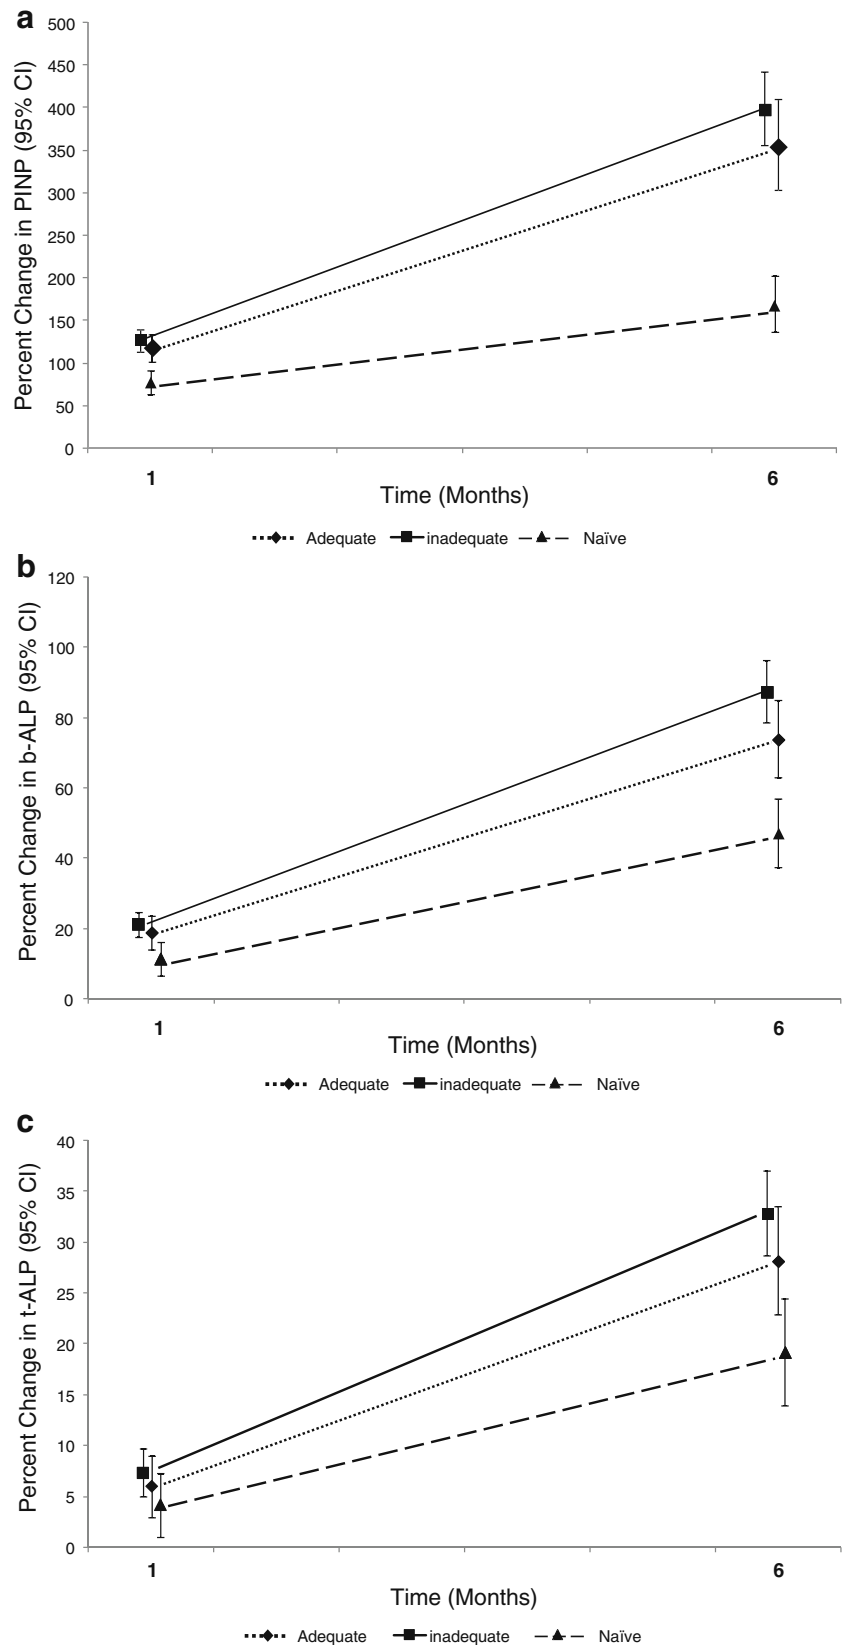 a
500
450
400
350
300
250
200
150
100
50
0
Percent Change in PINP (95% CI)
1 6
Time (Months)
Adequate inadequate Naïve
b
120
100
80
60
40
20
0
Percent Change in b-ALP (95% CI)
1 6
Time (Months)
Adequate inadequate Naïve
c
40
35
30
25
20
15
10
5
0
Percent Change in t-ALP (95% CI)
1 6
Time (Months)
Adequate inadequate Naïve